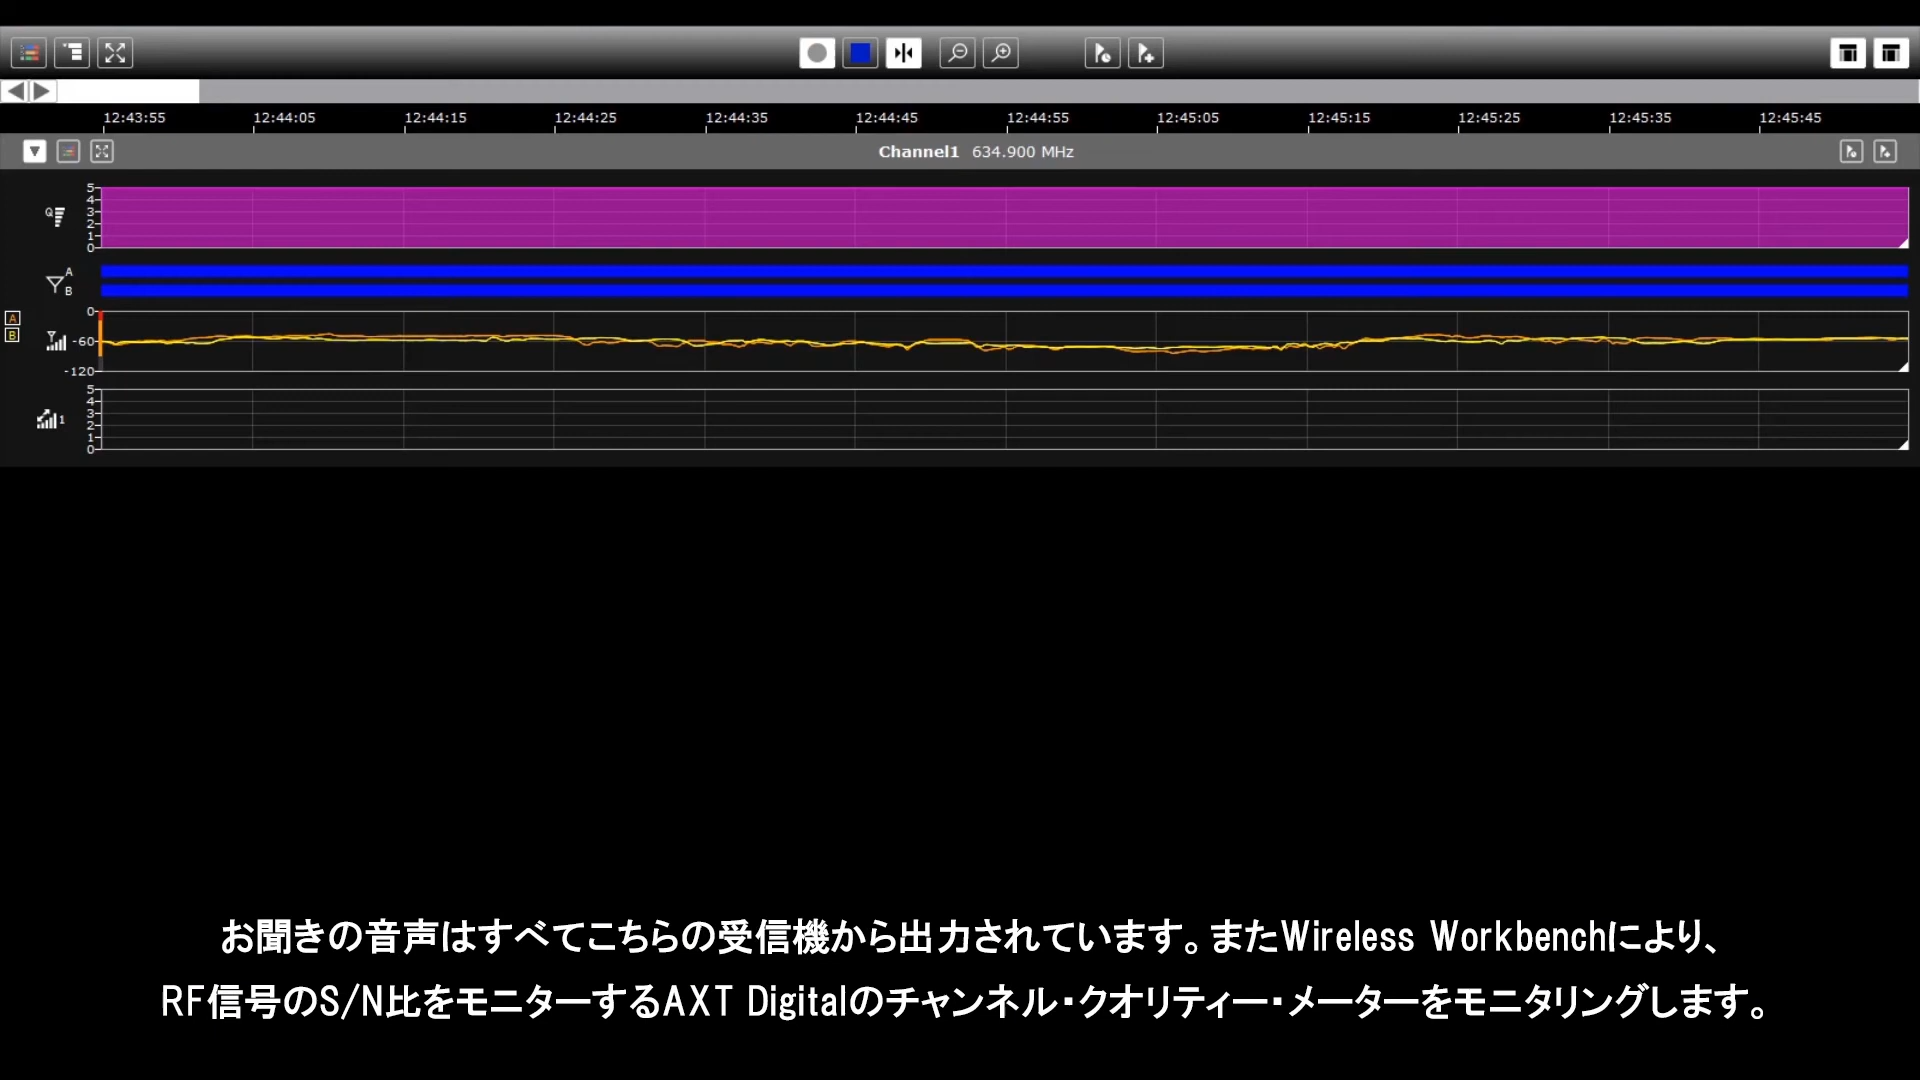 12:43:55 12:44:05 12:44:15 12:44:25 12:44:35 12:44:45 12:44:55 12:45:05 12:45:15 12:45:25 12:45:35 12:45:45
Channel1 634.900 MHz
Q
5
4
3
2
1
0
A
B
A
B
0
-60
-120
1
5
4
3
2
1
0
お聞きの音声はすべてこちらの受信機から出力されています。またWireless Workbenchにより、
RF信号のS/N比をモニターするAXT Digitalのチャンネル・クオリティー・メーターをモニタリングします。